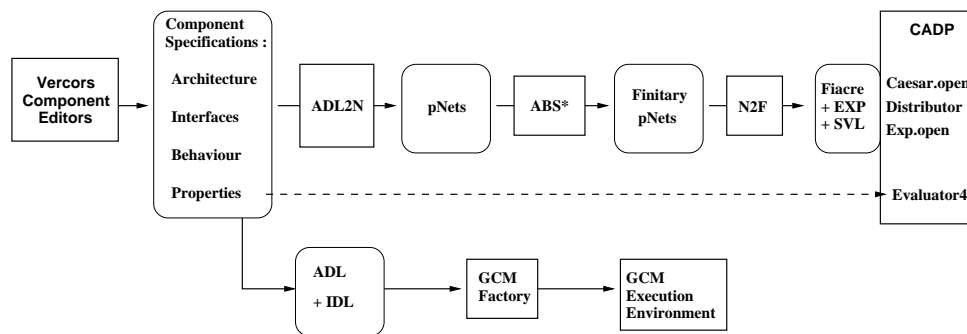 Vercors
Component
Editors
Component
Specifications :
Architecture
Interfaces
Behaviour
Properties
ADL2N
pNets
ABS*
Finitary
pNets
N2F
Fiacre
+ EXP
+ SVL
CADP
Caesar.open
Distributor
Exp.open
Evaluator4
ADL
+ IDL
GCM
Factory
GCM
Execution
Environment